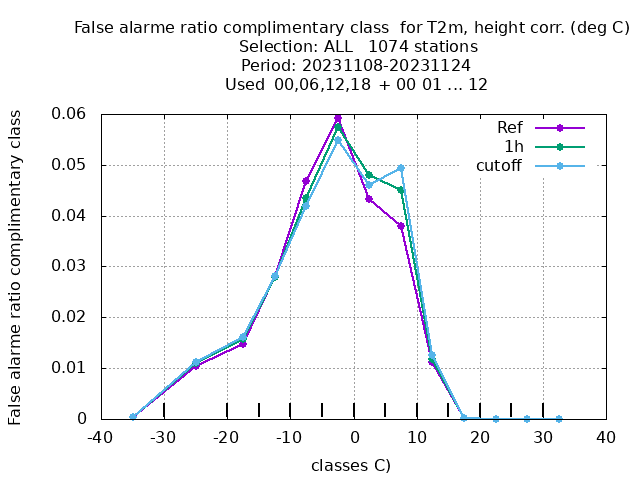 False alarme ratio complimentary class  for T2m, height corr. (deg C)
Selection: ALL   1074 stations
Period: 20231108-20231124
Used  00,06,12,18  + 00 01 ... 12
False alarme ratio complimentary class
0.06
0.05
0.04
0.03
0.02
0.01
0
Ref
1h
cutoff
-40 -30 -20 -10 0 10 20 30 40
classes C)